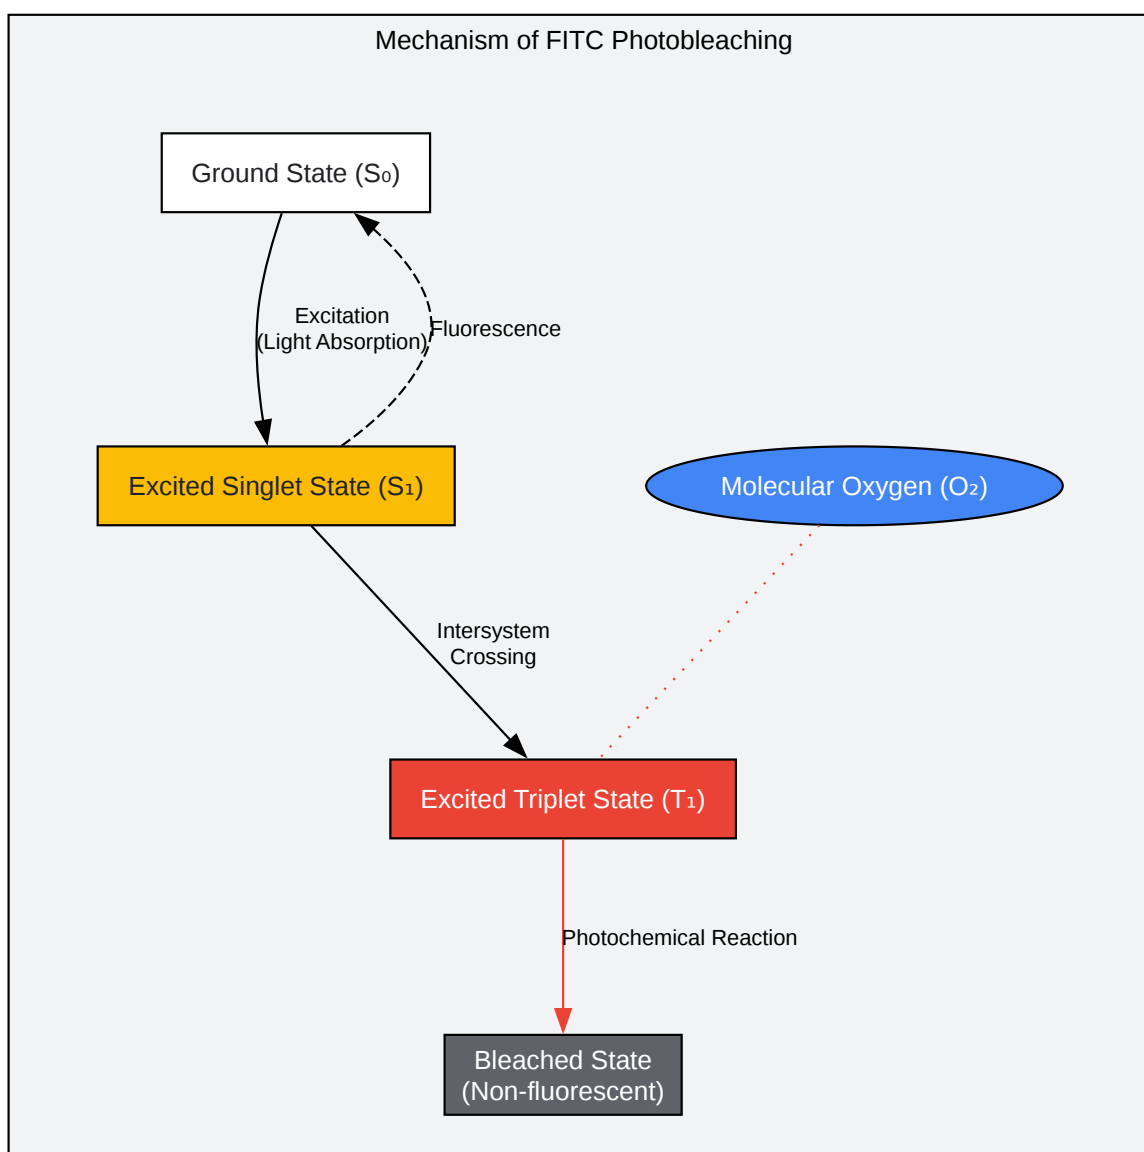 Mechanism of FITC Photobleaching
Ground State (S₀)
Excitation
(Light Absorption)
Fluorescence
Excited Singlet State (S₁)
Molecular Oxygen (O₂)
Intersystem
Crossing
Excited Triplet State (T₁)
Photochemical Reaction
Bleached State
(Non-fluorescent)